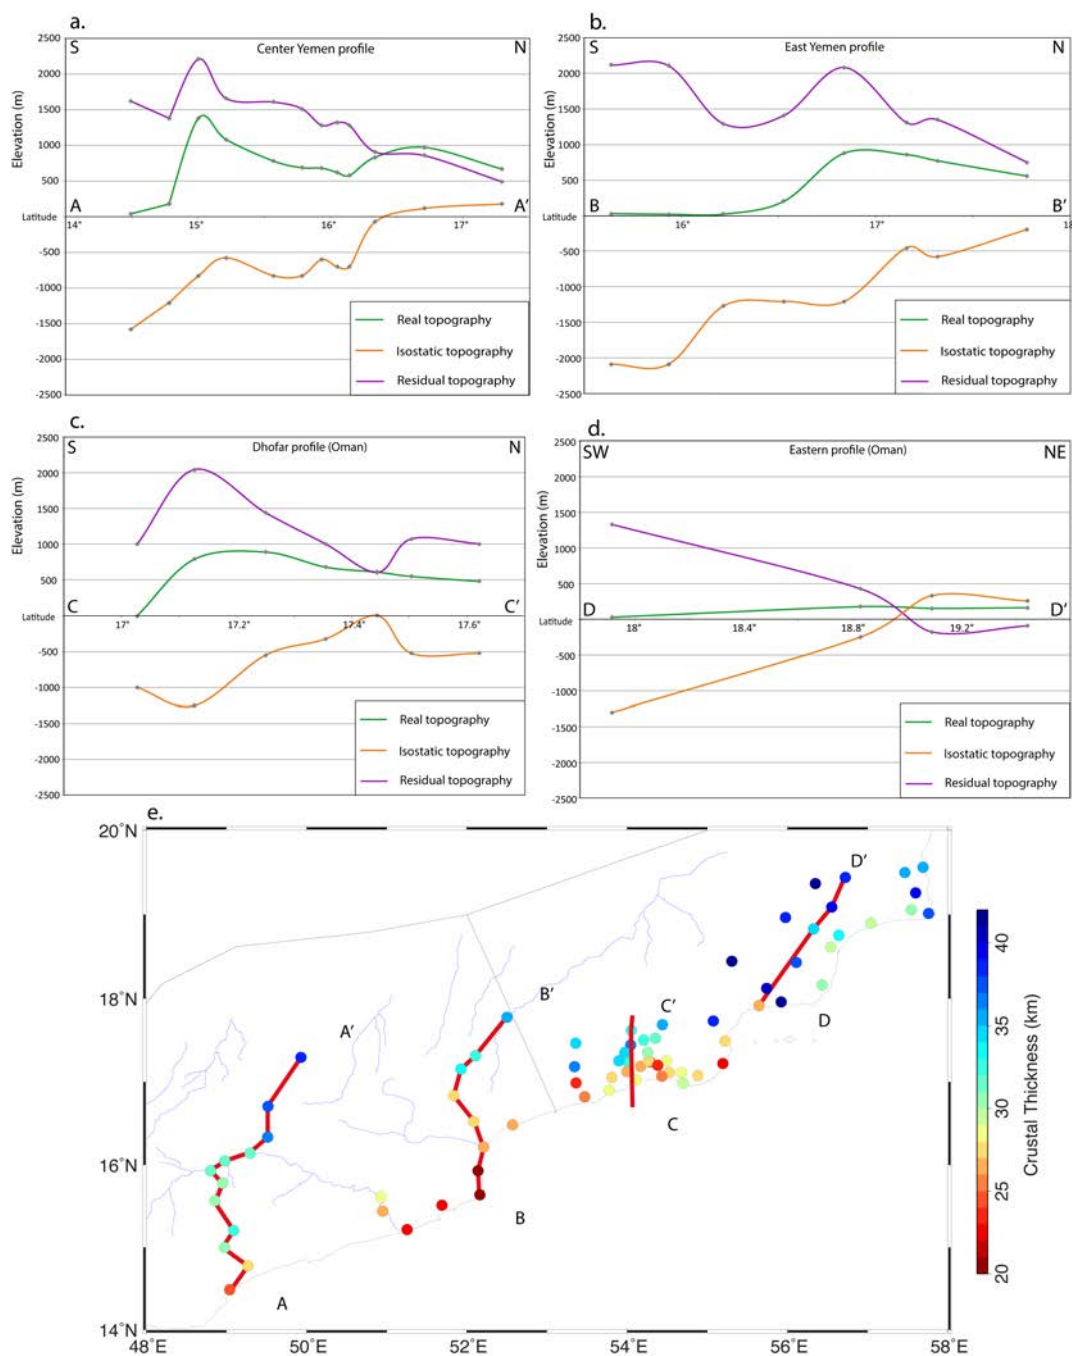 a.
S
Center Yemen profile
N
2500
2000
1500
1000
500
Latitude
-500
-1000
-1500
-2000
-2500
Elevation (m)
A
A'
14°
15°
16°
17°
Real topography
Isostatic topography
Residual topography
b.
S
East Yemen profile
N
2500
2000
1500
1000
500
Latitude
-500
-1000
-1500
-2000
-2500
Elevation (m)
B
B'
16°
17°
18
Real topography
Isostatic topography
Residual topography
c.
S
Dhofar profile (Oman)
N
2500
2000
1500
1000
500
Latitude
-500
-1000
-1500
-2000
-2500
Elevation (m)
C
C'
17°
17.2°
17.4°
17.6°
Real topography
Isostatic topography
Residual topography
d.
SW
Eastern profile (Oman)
NE
2500
2000
1500
1000
500
Latitude
-500
-1000
-1500
-2000
-2500
Elevation (m)
D
D'
18°
18.4°
18.8°
19.2°
Real topography
Isostatic topography
Residual topography
e.
20°N
18°N
16°N
14°N
48°E
50°E
52°E
54°E
56°E
58°E
D'
C'
B'
A'
D
C
B
A
40
35
30
25
20
Crustal Thickness (km)